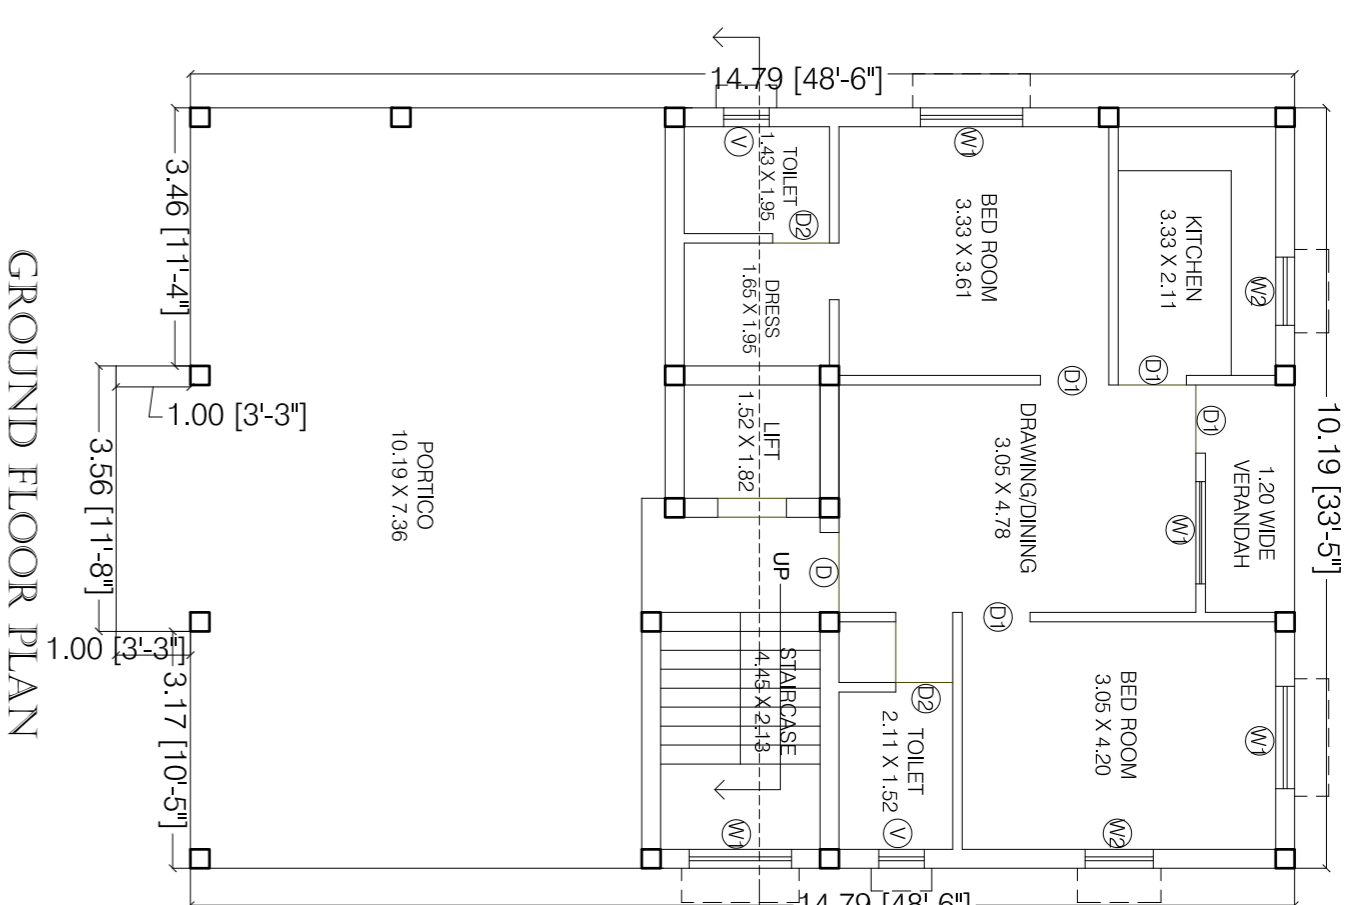 14.79 [48'-6"]
V
TOILET
1.43 X 1.95
D2
W1
BED ROOM
3.33 X 3.61
KITCHEN
3.33 X 2.11
W2
3.46 [11'-4"]
DRESS
1.65 X 1.95
D1
D1
1.00 [3'-3"]
LIFT
1.52 X 1.82
DRAWING/DINING
3.05 X 4.78
D1
1.20 WIDE
VERANDAH
10.19 [33'-5"]
3.56 [11'-8"]
PORTICO
10.19 X 7.36
W1
UP
D
D1
1.00 [3'-3"]
3.17 [10'-5"]
STAIRCASE
4.45 X 2.13
D2
TOILET
2.11 X 1.52
BED ROOM
3.05 X 4.20
W1
W1
V
W2
14.79 [48'-6"]
GROUND FLOOR PLAN